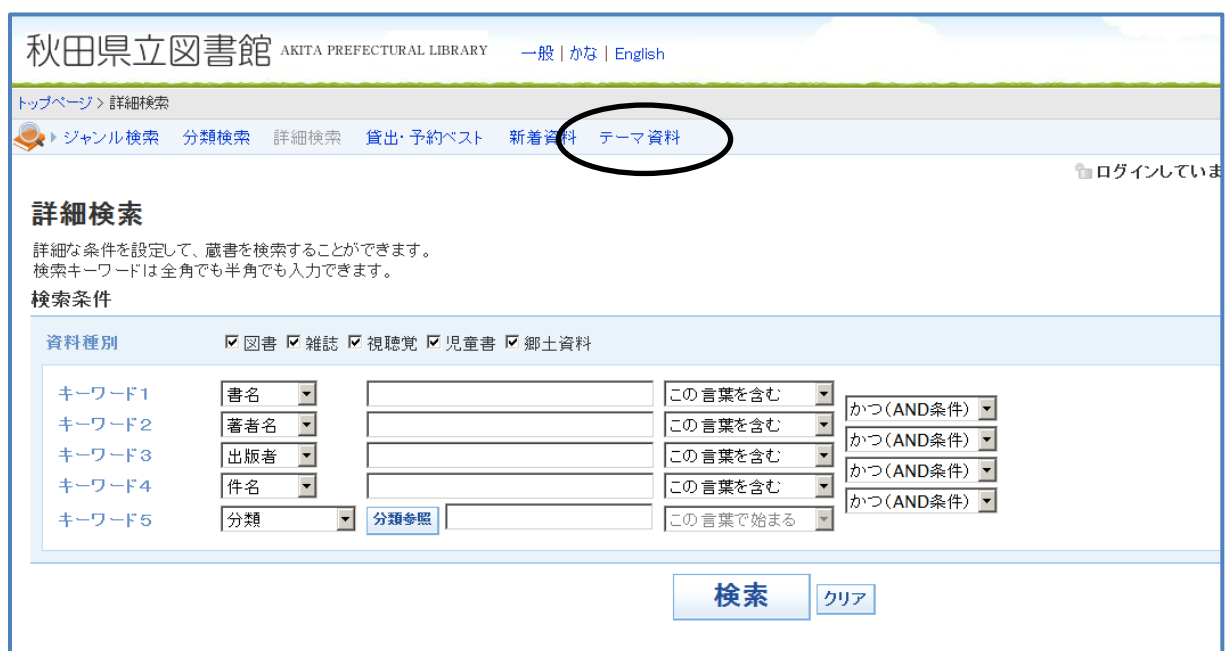 秋田県立図書館 AKITA PREFECTURAL LIBRARY 一般 | かな | English
トップページ > 詳細検索
ジャンル検索 分類検索 詳細検索 貸出・予約ベスト 新着資料 テーマ資料
ログインしていま
詳細検索
詳細な条件を設定して、蔵書を検索することができます。
検索キーワードは全角でも半角でも入力できます。
検索条件
資料種別 図書 雑誌 視聴覚 児童書 郷土資料
キーワード1 書名 この言葉を含む かつ(AND条件)
キーワード2 著者名 この言葉を含む かつ(AND条件)
キーワード3 出版者 この言葉を含む かつ(AND条件)
キーワード4 件名 この言葉を含む かつ(AND条件)
キーワード5 分類 分類参照 この言葉で始まる
検索 クリア